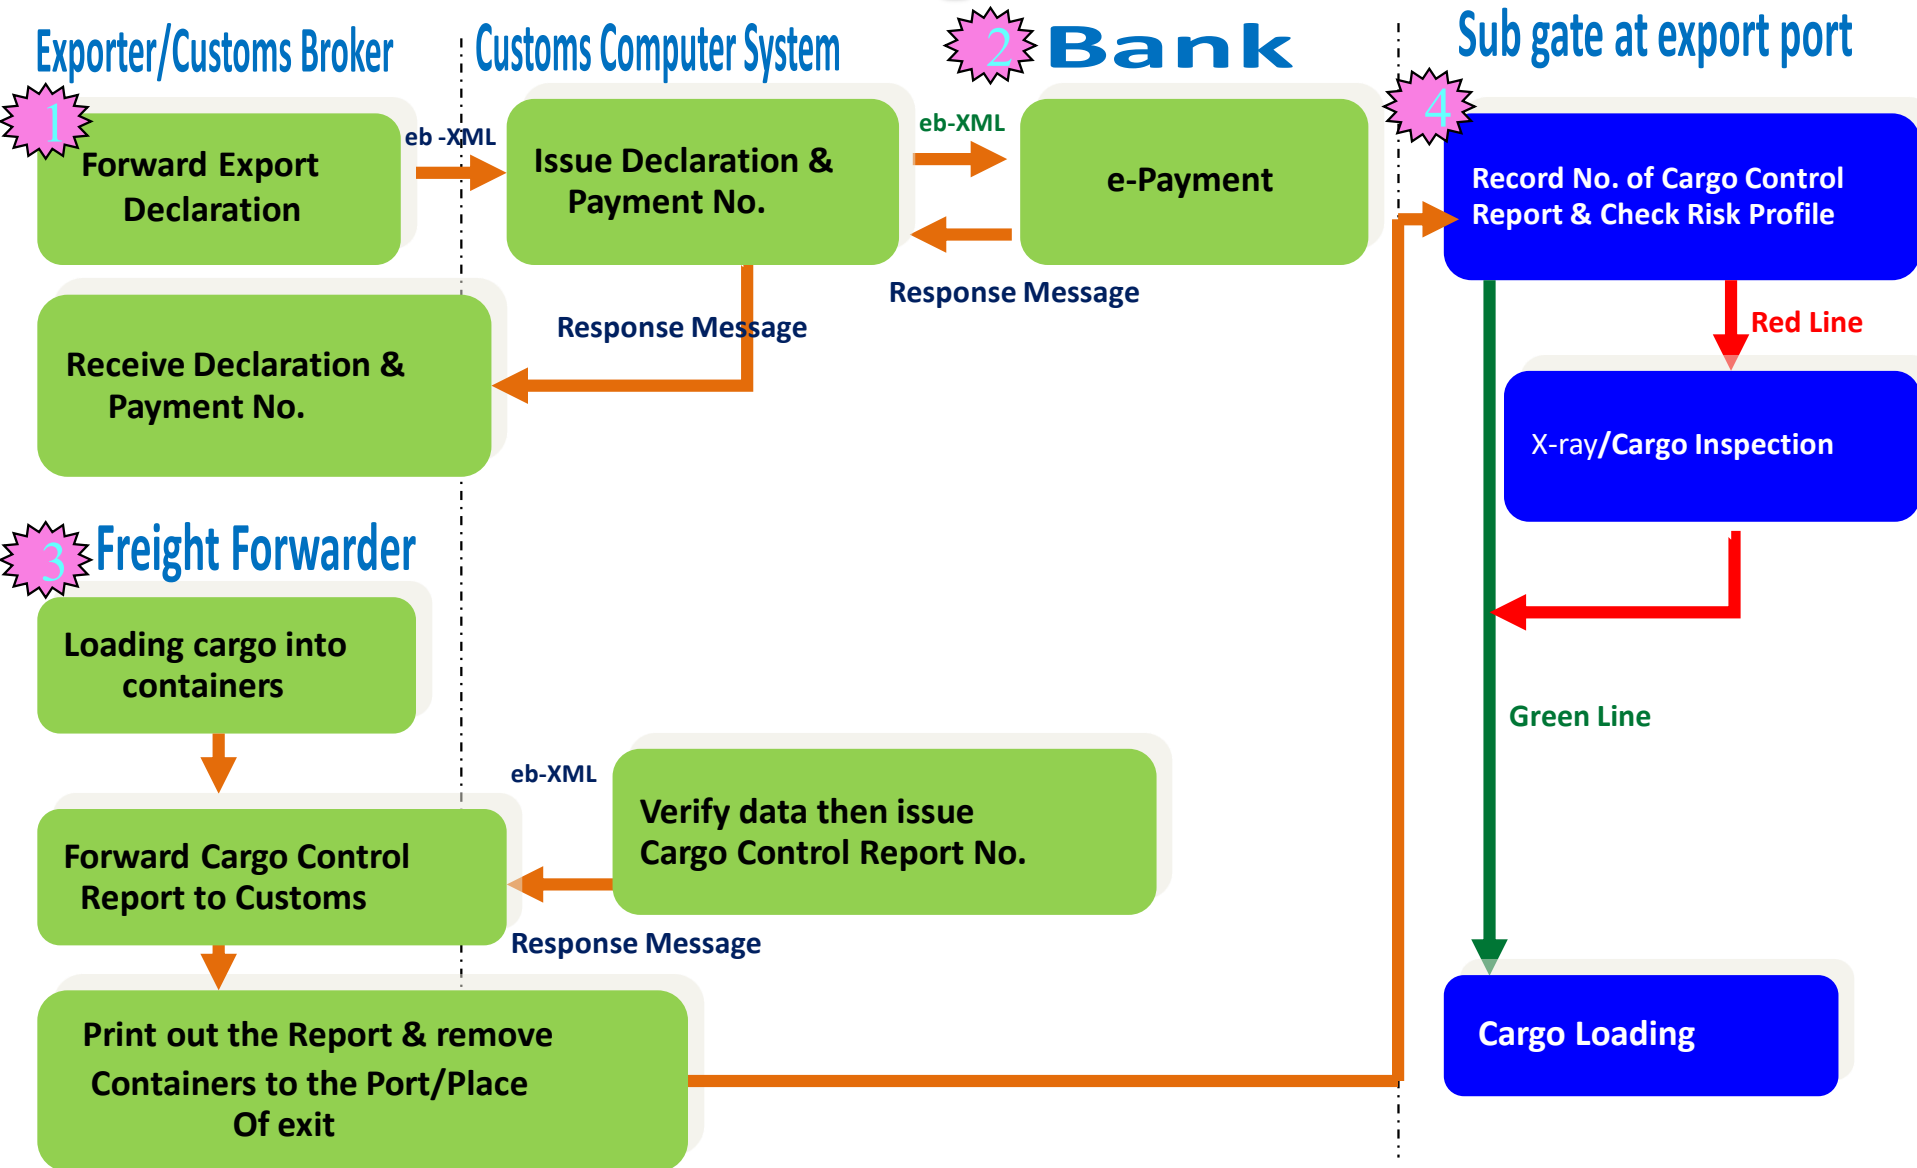 Exporter/Customs Broker
Customs Computer System
2
Bank
Sub gate at export port
1
Forward Export
Declaration
eb -XML
Issue Declaration &
Payment No.
eb-XML
e-Payment
4
Record No. of Cargo Control
Report & Check Risk Profile
Response Message
Response Message
Red Line
Receive Declaration &
Payment No.
X-ray/Cargo Inspection
3
Freight Forwarder
Loading cargo into
containers
Green Line
eb-XML
Verify data then issue
Cargo Control Report No.
Forward Cargo Control
Report to Customs
Response Message
Print out the Report & remove
Containers to the Port/Place
Of exit
Cargo Loading